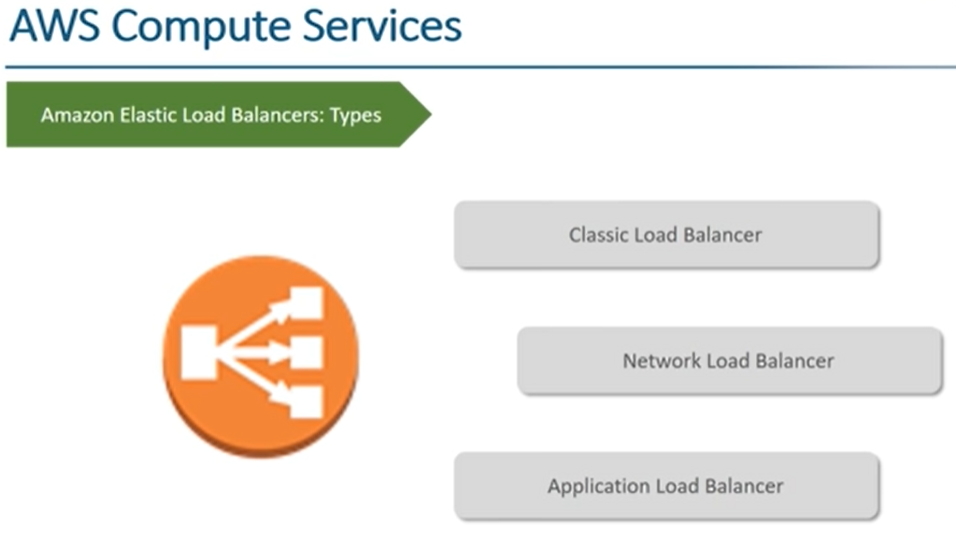 AWS Compute Services
Amazon Elastic Load Balancers: Types
Classic Load Balancer
Network Load Balancer
Application Load Balancer